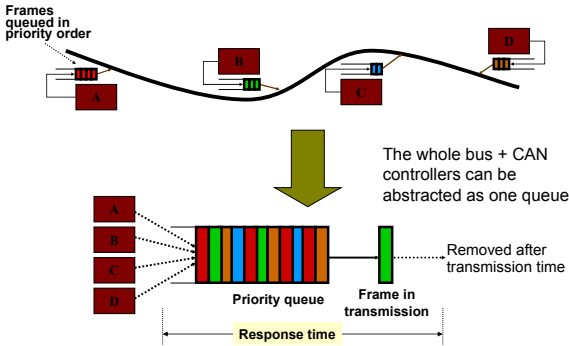 Frames
queued in
priority order
A
B
C
D
The whole bus + CAN
controllers can be
abstracted as one queue
A
B
C
D
Priority queue
Frame in
transmission
Removed after
transmission time
Response time